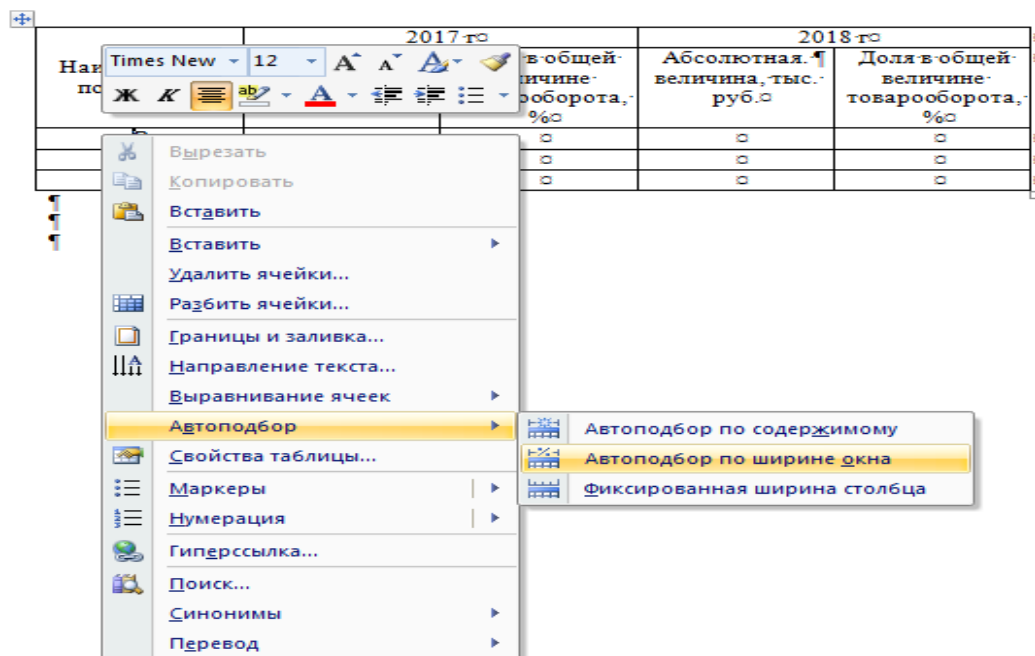 2017 г
2018 г
в общей
Абсолютная.¶
Доля в общей
величина, тыс.
величине
руб.
товарооборота,
%
%
Times New 12
Ж К
Вырезать
Копировать
Вставить
Вставить
Удалить ячейки...
Разбить ячейки...
Границы и заливка...
Направление текста...
Выравнивание ячеек
Автоподбор
Свойства таблицы...
Маркеры
Нумерация
Гиперссылка...
Поиск...
Синонимы
Перевод
Автоподбор по содержимому
Автоподбор по ширине окна
Фиксированная ширина столбца